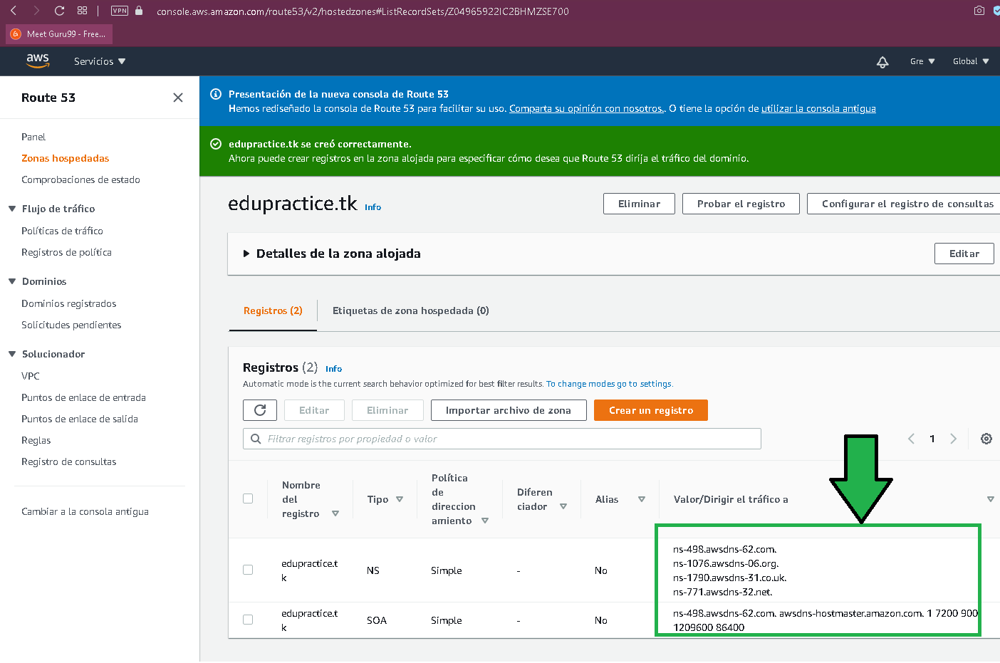 VPN
console.aws.amazon.com/route53/v2/hostedzones#ListRecordSets/Z04965922IC2BHMZSE700
Meet Guru99 - Free...
aws
Servicios
Gre
Global
Route 53
Panel
Zonas hospedadas
Comprobaciones de estado
Flujo de tráfico
Políticas de tráfico
Registros de política
Dominios
Dominios registrados
Solicitudes pendientes
Solucionador
VPC
Puntos de enlace de entrada
Puntos de enlace de salida
Reglas
Registro de consultas
Cambiar a la consola antigua
Presentación de la nueva consola de Route 53
Hemos rediseñado la consola de Route 53 para facilitar su uso. Comparta su opinión con nosotros.. O tiene la opción de utilizar la consola antigua
edupractice.tk se creó correctamente.
Ahora puede crear registros en la zona alojada para especificar cómo desea que Route 53 dirija el tráfico del dominio.
edupractice.tk Info
Eliminar
Probar el registro
Configurar el registro de consultas
Detalles de la zona alojada
Editar
Registros (2)
Etiquetas de zona hospedada (0)
Registros (2) Info
Automatic mode is the current search behavior optimized for best filter results. To change modes go to settings.
Editar
Eliminar
Importar archivo de zona
Crear un registro
Filtrar registros por propiedad o valor
1
Nombre
del
registro
Tipo
Política
de
direccion
amiento
Diferen
ciador
Alias
Valor/Dirigir el tráfico a
edupractice.t
k
NS
Simple
-
No
ns-498.awsdns-62.com.
ns-1076.awsdns-06.org.
ns-1790.awsdns-31.co.uk.
ns-771.awsdns-32.net.
edupractice.t
k
SOA
Simple
-
No
ns-498.awsdns-62.com. awsdns-hostmaster.amazon.com. 1 7200 900
1209600 86400